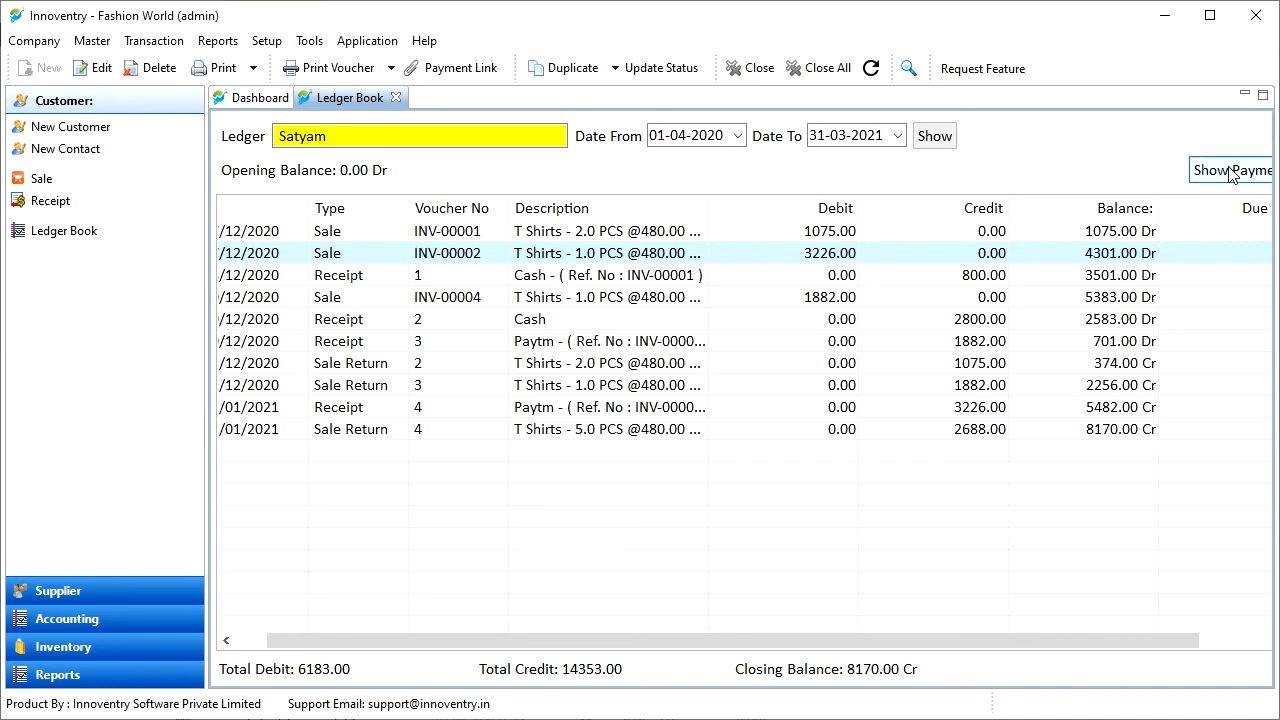 Innoventry - Fashion World (admin)
Company Master Transaction Reports Setup Tools Application Help
New Edit Delete Print Print Voucher Payment Link Duplicate Update Status Close Close All Request Feature
Customer:
New Customer
New Contact
Sale
Receipt
Ledger Book
Supplier
Accounting
Inventory
Reports
Dashboard Ledger Book
Ledger Satyam Date From 01-04-2020 Date To 31-03-2021 Show
Opening Balance: 0.00 Dr
Show Payme
Type Voucher No Description Debit Credit Balance: Due
/12/2020 Sale INV-00001 T Shirts - 2.0 PCS @480.00 ... 1075.00 0.00 1075.00 Dr
/12/2020 Sale INV-00002 T Shirts - 1.0 PCS @480.00 ... 3226.00 0.00 4301.00 Dr
/12/2020 Receipt 1 Cash - ( Ref. No : INV-00001 ) 0.00 800.00 3501.00 Dr
/12/2020 Sale INV-00004 T Shirts - 1.0 PCS @480.00 ... 1882.00 0.00 5383.00 Dr
/12/2020 Receipt 2 Cash 0.00 2800.00 2583.00 Dr
/12/2020 Receipt 3 Paytm - ( Ref. No : INV-0000... 0.00 1882.00 701.00 Dr
/12/2020 Sale Return 2 T Shirts - 2.0 PCS @480.00 ... 0.00 1075.00 374.00 Cr
/12/2020 Sale Return 3 T Shirts - 1.0 PCS @480.00 ... 0.00 1882.00 2256.00 Cr
/01/2021 Receipt 4 Paytm - ( Ref. No : INV-0000... 0.00 3226.00 5482.00 Cr
/01/2021 Sale Return 4 T Shirts - 5.0 PCS @480.00 ... 0.00 2688.00 8170.00 Cr
Total Debit: 6183.00 Total Credit: 14353.00 Closing Balance: 8170.00 Cr
Product By : Innoventry Software Private Limited Support Email: support@innoventry.in